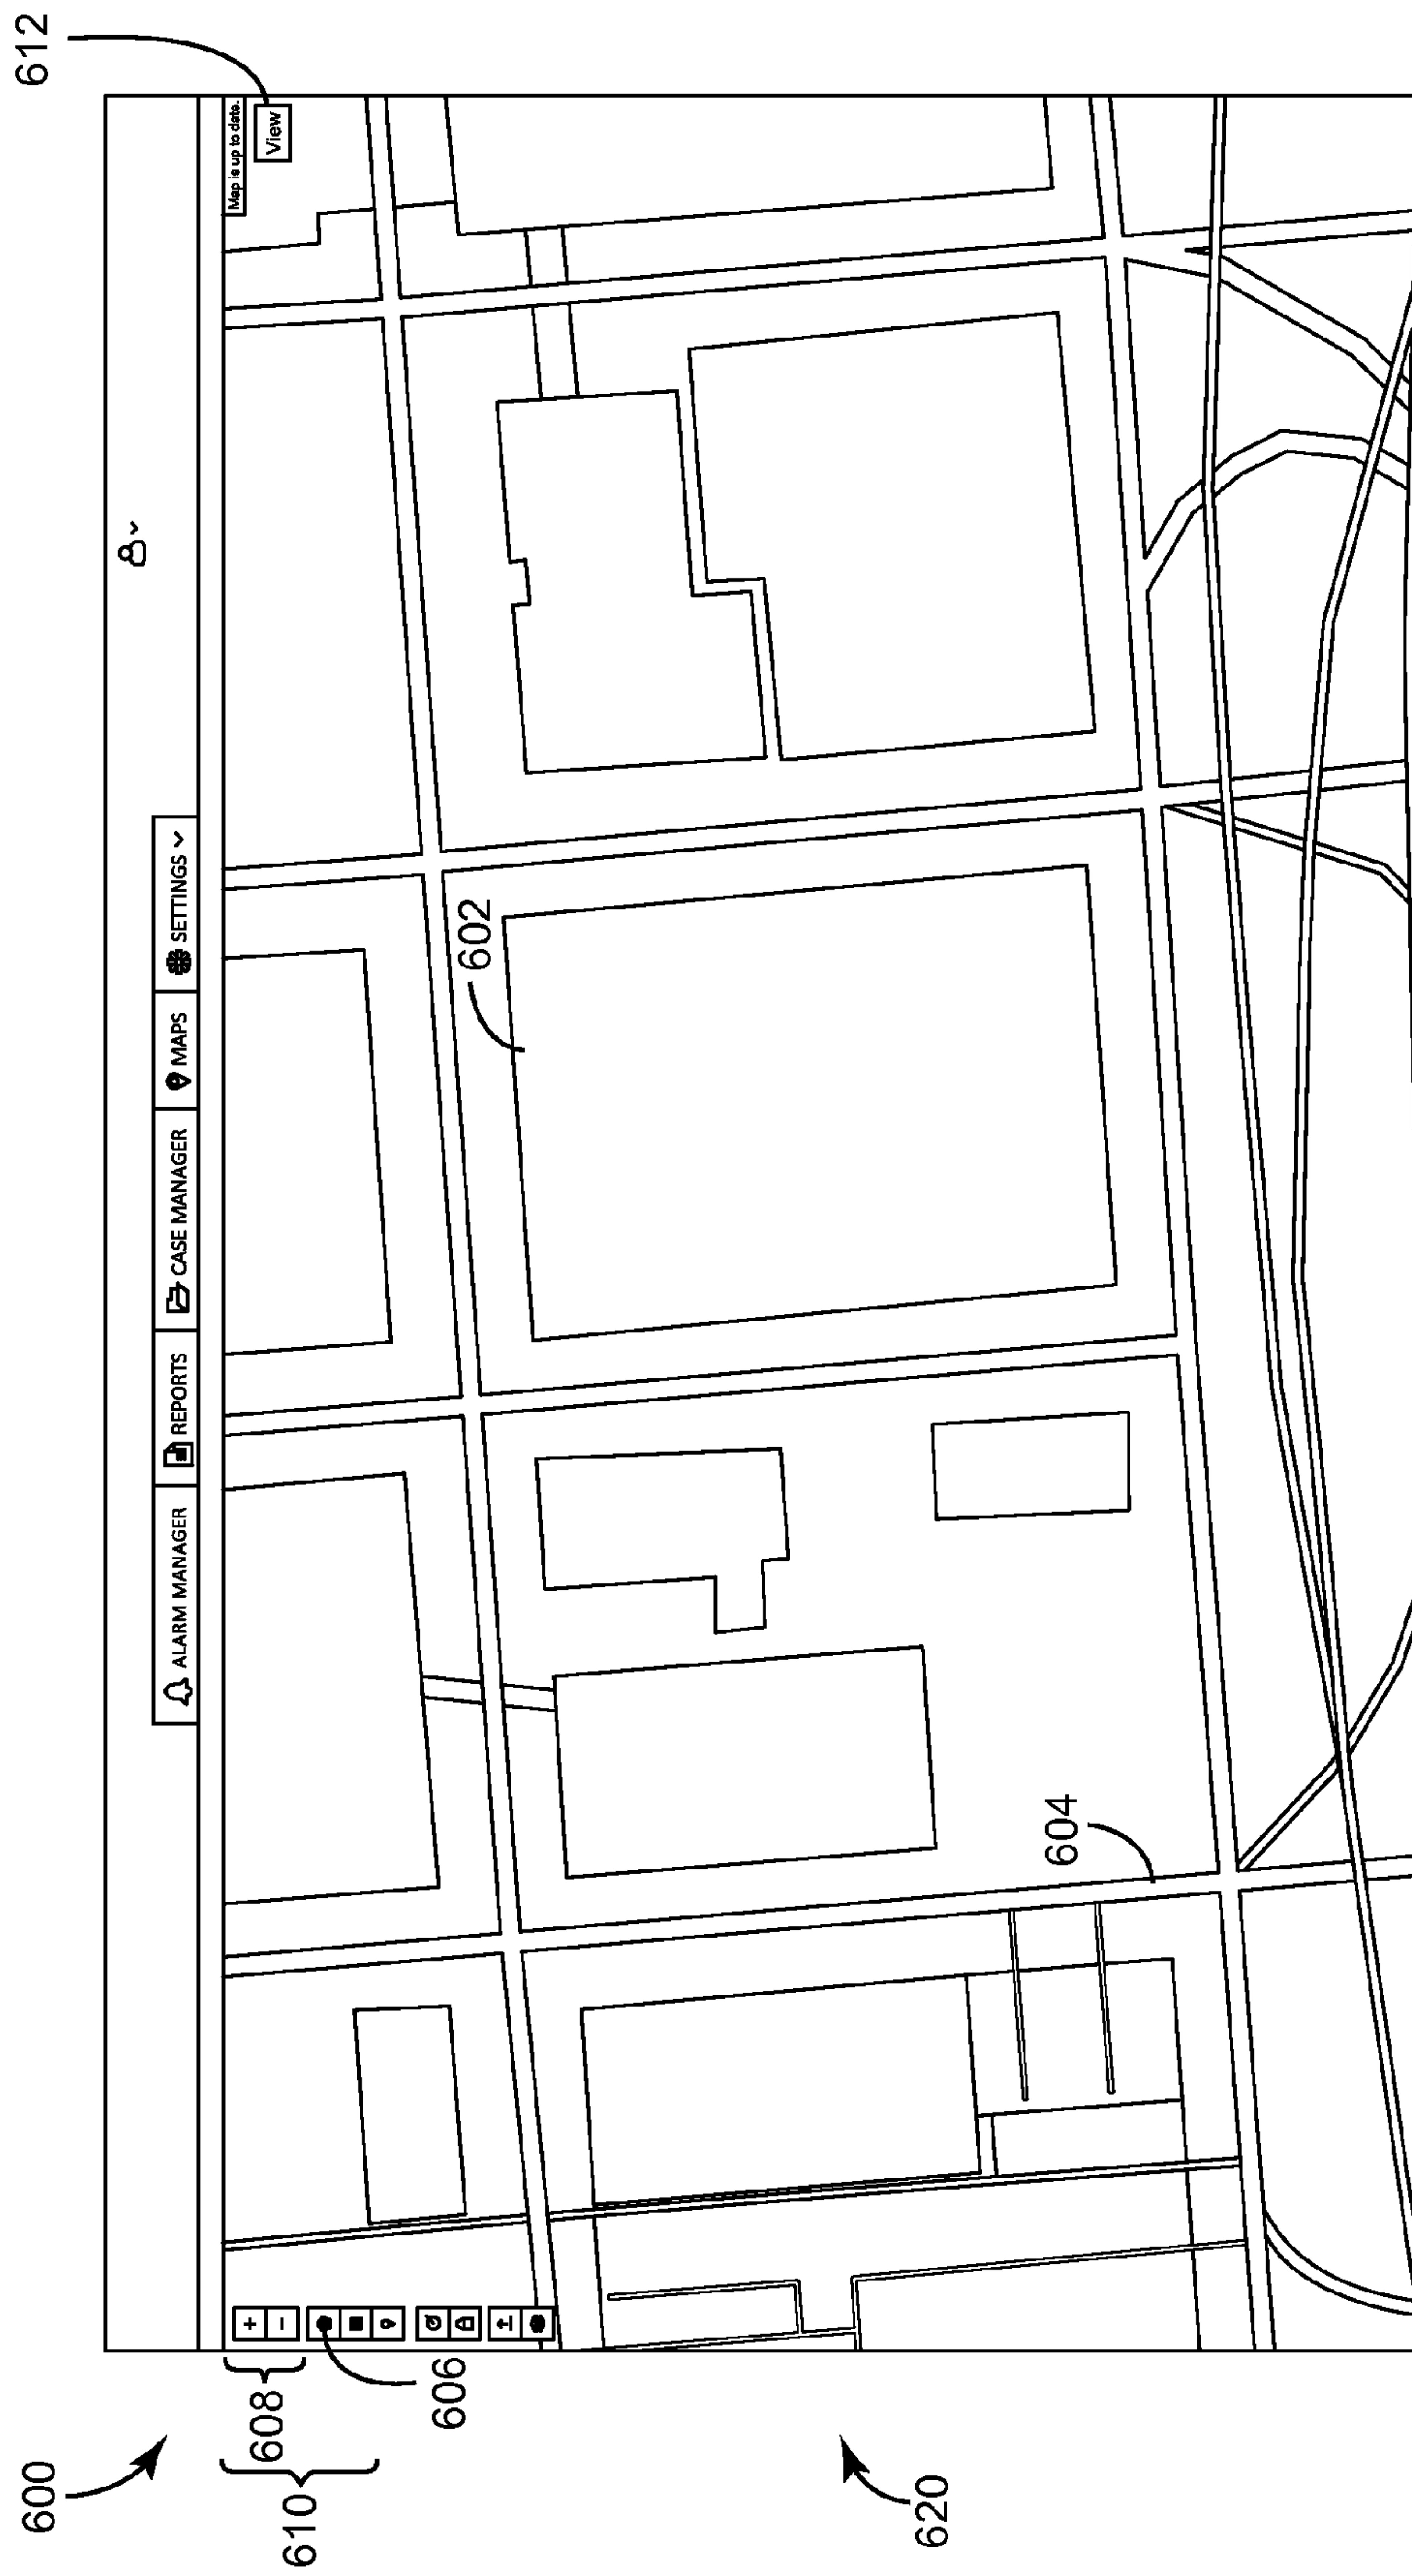 600
612
ALARM MANAGER
REPORTS
CASE MANAGER
MAPS
SETTINGS
Map is up to date.
View
+
−
608
610
606
602
604
620